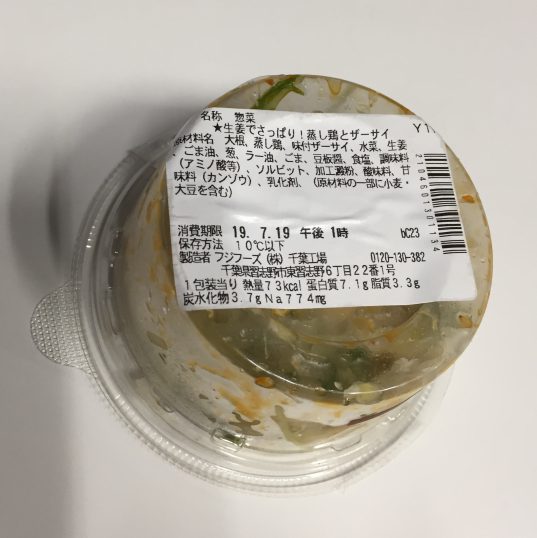 名称 惣菜
★生姜でさっぱり!蒸し鶏とザーサイ
原材料名 大根、蒸し鶏、味付ザーサイ、水菜、生姜
、ごま油、葱、ラー油、ごま、豆板醤、食塩、調味料
(アミノ酸等)、ソルビット、加工澱粉、酸味料、甘
味料(カンゾウ)、乳化剤、(原材料の一部に小麦・
大豆を含む)
消費期限 19. 7.19 午後 1時 bC23
保存方法 10℃以下
製造者 フジフーズ(株)千葉工場 0120-130-382
千葉県習志野市東習志野6丁目22番1号
1包装当り 熱量73kcal 蛋白質7.1g 脂質3.3g
炭水化物3.7g Na774mg
2104601301134